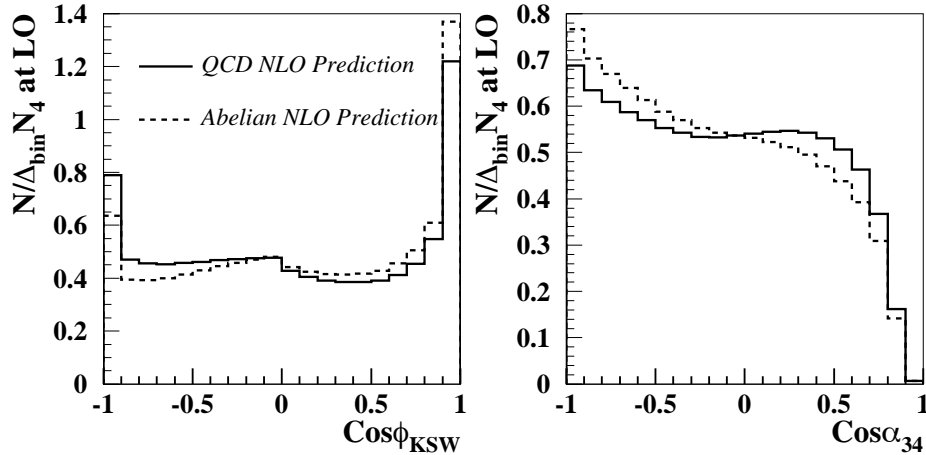 N/Δbin N4 at LO
1.4
1.2
1
0.8
0.6
0.4
0.2
0
QCD NLO Prediction
Abelian NLO Prediction
-1 -0.5 0 0.5 1
CosϕKSW
N/Δbin N4 at LO
0.8
0.7
0.6
0.5
0.4
0.3
0.2
0.1
0
-1 -0.5 0 0.5 1
Cosα34